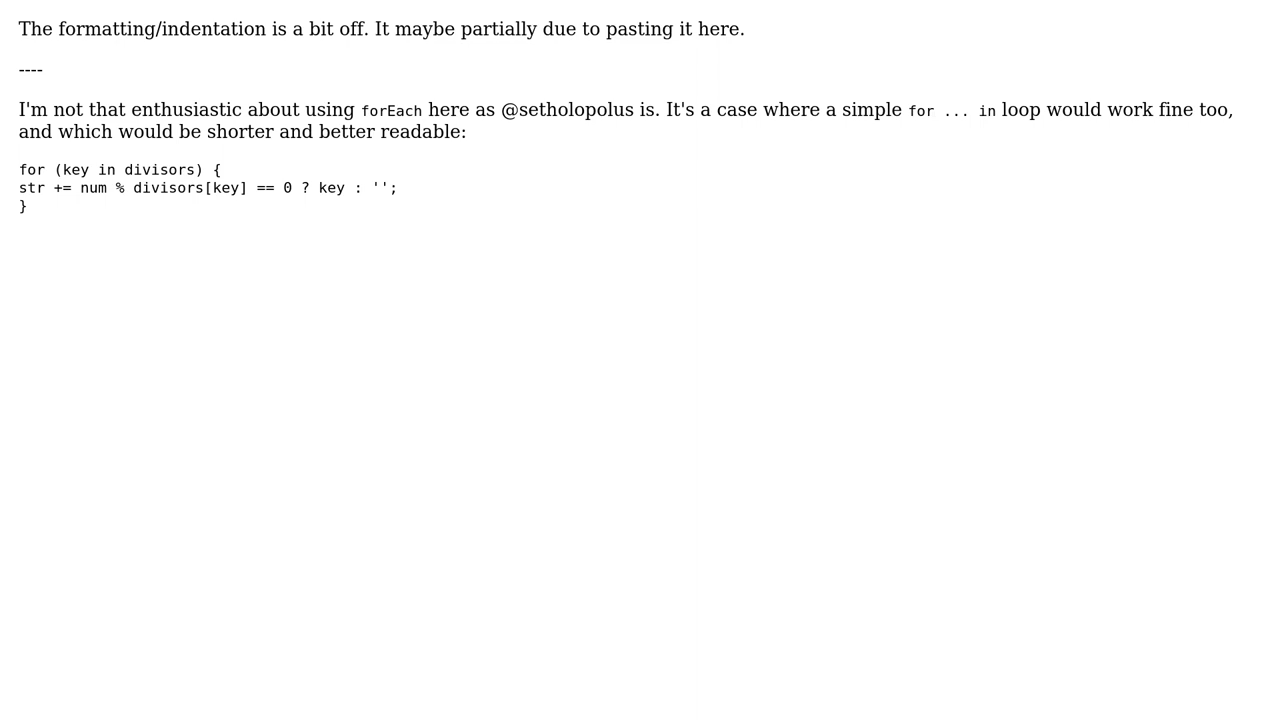 The formatting/indentation is a bit off. It maybe partially due to pasting it here.
----
I'm not that enthusiastic about using forEach here as @setholopolus is. It's a case where a simple for ... in loop would work fine too,
and which would be shorter and better readable:
for (key in divisors) {
str += num % divisors[key] == 0 ? key : '';
}